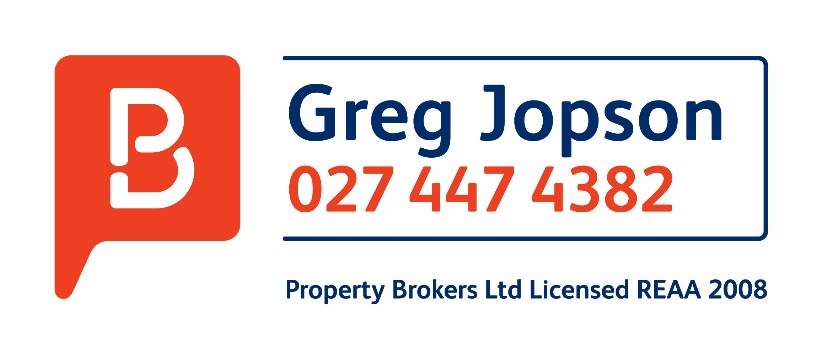 B
Greg Jopson
027 447 4382
Property Brokers Ltd Licensed REAA 2008